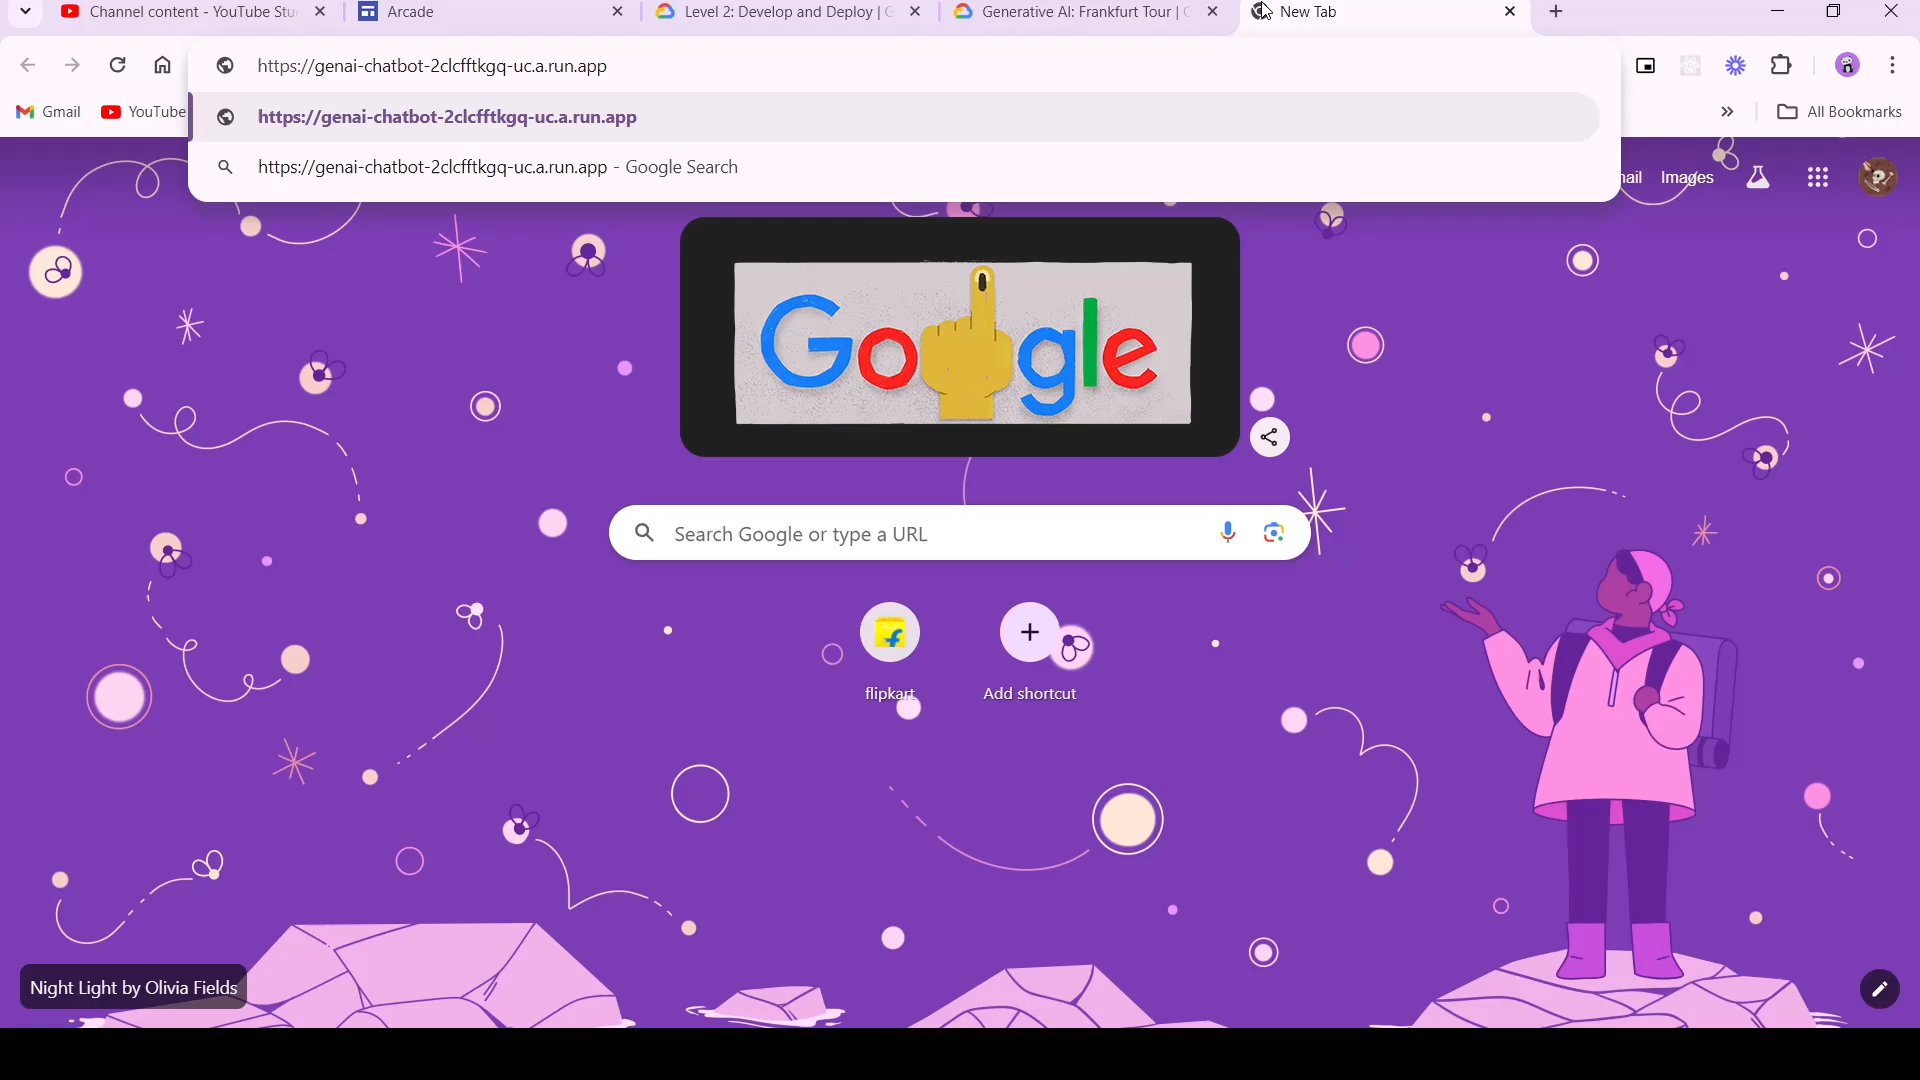 Channel content - YouTube Stu
Arcade
Level 2: Develop and Deploy | G
Generative AI: Frankfurt Tour | G
New Tab
https://genai-chatbot-2clcfftkgq-uc.a.run.app
Gmail
YouTube
https://genai-chatbot-2clcfftkgq-uc.a.run.app
All Bookmarks
https://genai-chatbot-2clcfftkgq-uc.a.run.app - Google Search
nail
Images
Google
Search Google or type a URL
flipkart
Add shortcut
Night Light by Olivia Fields